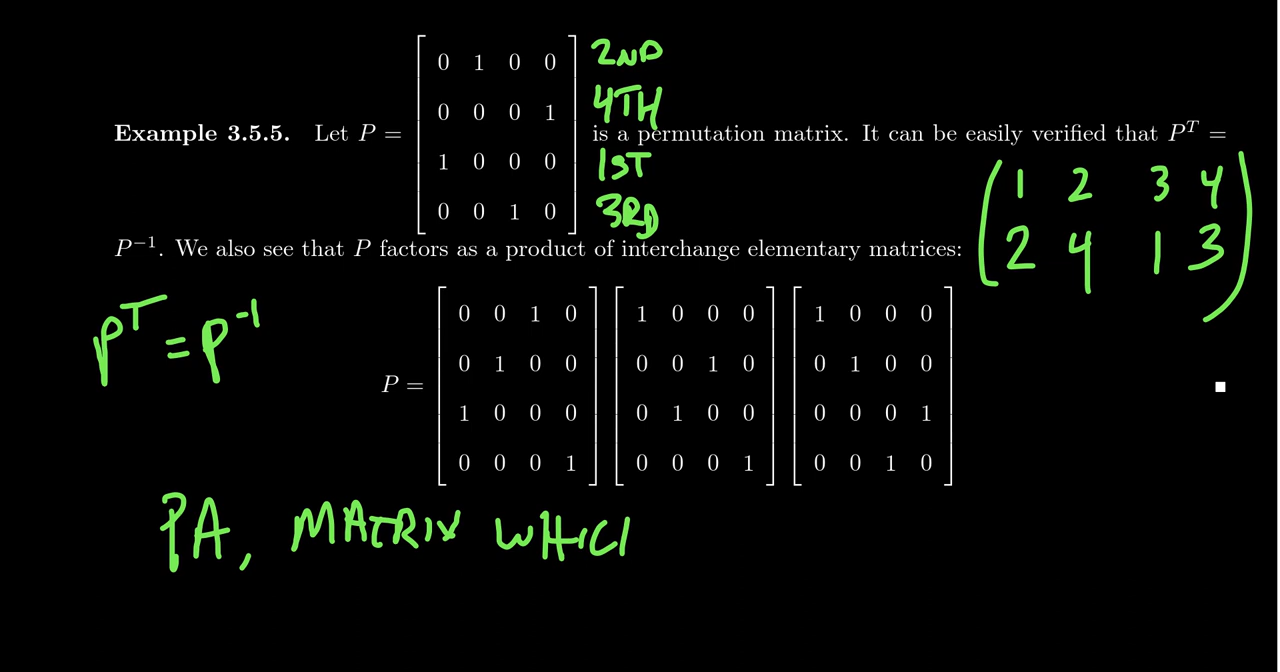 0 1 0 0 2ND
0 0 0 1 4TH
Example 3.5.5. Let P = is a permutation matrix. It can be easily verified that Pᵀ =
1 0 0 0 1ST
0 0 1 0 3RD
1 2 3 4
2 4 1 3
P⁻¹. We also see that P factors as a product of interchange elementary matrices:
Pᵀ = P⁻¹
0 0 1 0 1 0 0 0 1 0 0 0
0 1 0 0 0 0 1 0 0 1 0 0
P =
1 0 0 0 0 1 0 0 0 0 0 1
0 0 0 1 0 0 0 1 0 0 1 0
PA, MATRIX WHICI